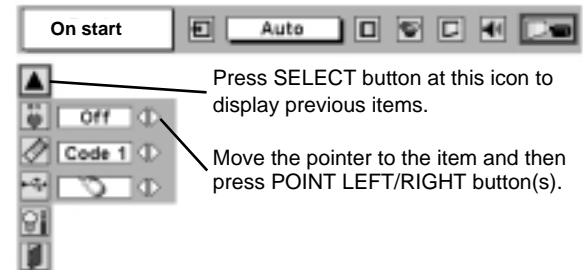 On start
Auto
Press SELECT button at this icon to
display previous items.
Off
Code 1
Move the pointer to the item and then
press POINT LEFT/RIGHT button(s).